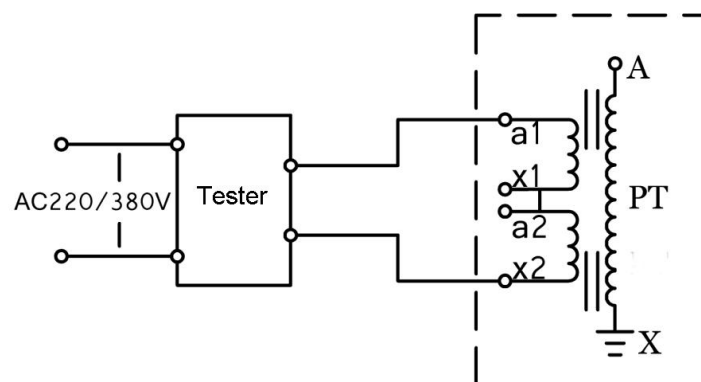 A
a1
x1
PT
AC220/380V
Tester
a2
x2
X